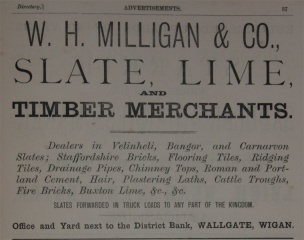 Directory.] ADVERTISEMENTS.
W. H. MILLIGAN & CO.,
SLATE, LIME,
AND
TIMBER MERCHANTS.
Dealers in Velinheli, Bangor, and Carnarvon
Slates; Staffordshire Bricks, Flooring Tiles, Ridging
Tiles, Drainage Pipes, Chimney Tops, Roman and Port-
land Cement, Hair, Plastering Laths, Cattle Troughs,
Fire Bricks, Buxton Lime, &c., &c.
SLATES FORWARDED IN TRUCK LOADS TO ANY PART OF THE KINGDOM.
Office and Yard next to the District Bank, WALLGATE, WIGAN.